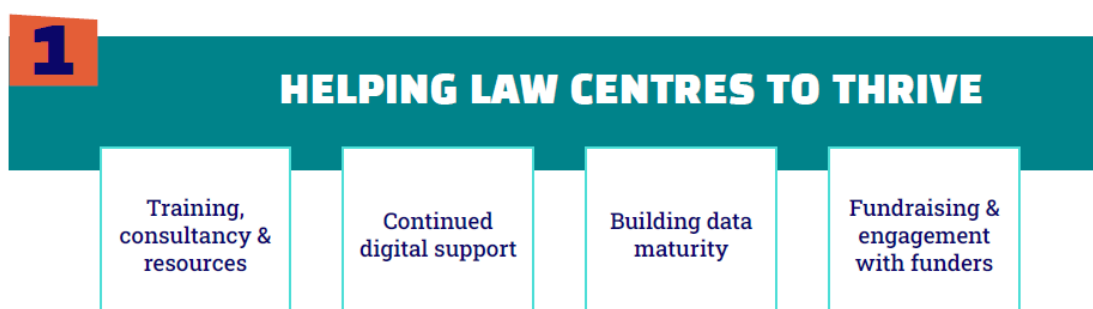 1
HELPING LAW CENTRES TO THRIVE
Training,
consultancy &
resources
Continued
digital support
Building data
maturity
Fundraising &
engagement
with funders